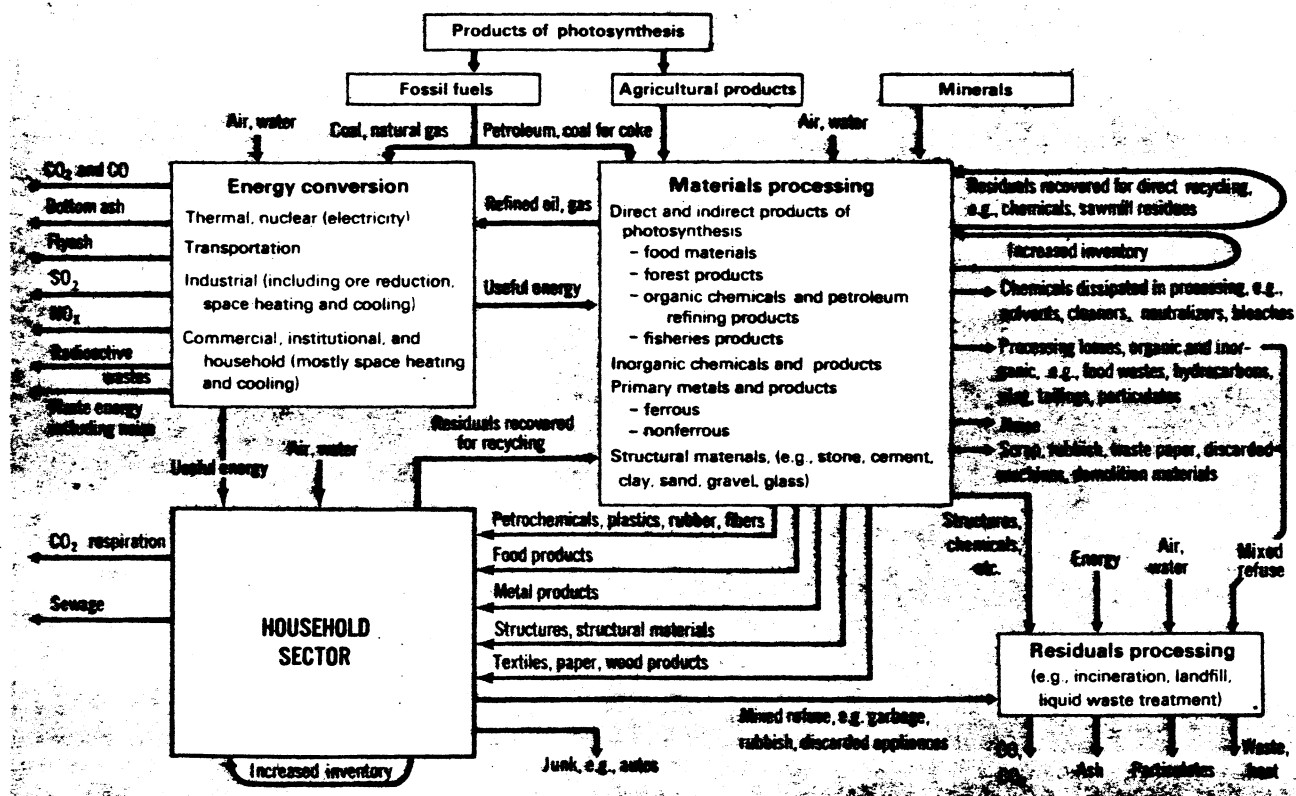 Products of photosynthesis
Fossil fuels
Agricultural products
Minerals
Air, water
Coal, natural gas
Petroleum, coal for coke
Air, water
CO₂ and CO
Bottom ash
Flyash
SO₂
NOₓ
Radioactive
wastes
Waste energy
including noise
Energy conversion
Thermal, nuclear (electricity)
Transportation
Industrial (including ore reduction,
space heating and cooling)
Commercial, institutional, and
household (mostly space heating
and cooling)
Refined oil, gas
Useful energy
Materials processing
Direct and indirect products of
photosynthesis
– food materials
– forest products
– organic chemicals and petroleum
refining products
– fisheries products
Inorganic chemicals and products
Primary metals and products
– ferrous
– nonferrous
Structural materials, (e.g., stone, cement,
clay, sand, gravel, glass)
Residuals recovered for direct recycling,
e.g., chemicals, sawmill residues
Increased inventory
Chemicals dissipated in processing, e.g.,
solvents, cleaners, neutralizers, bleaches
Processing losses, organic and inor-
ganic, e.g., food wastes, hydrocarbons,
slag, tailings, particulates
Noise
Scrap, rubbish, waste paper, discarded
machines, demolition materials
Residuals recovered
for recycling
Useful energy
Air, water
CO₂ respiration
Sewage
HOUSEHOLD
SECTOR
Petrochemicals, plastics, rubber, fibers
Food products
Metal products
Structures, structural materials
Textiles, paper, wood products
Structures,
chemicals,
etc.
Energy
Air,
water
Mixed
refuse
Residuals processing
(e.g., incineration, landfill,
liquid waste treatment)
Mixed refuse, e.g. garbage,
rubbish, discarded appliances
Junk, e.g., autos
Increased inventory
CO,
CO₂
Ash
Particulates
Waste,
heat